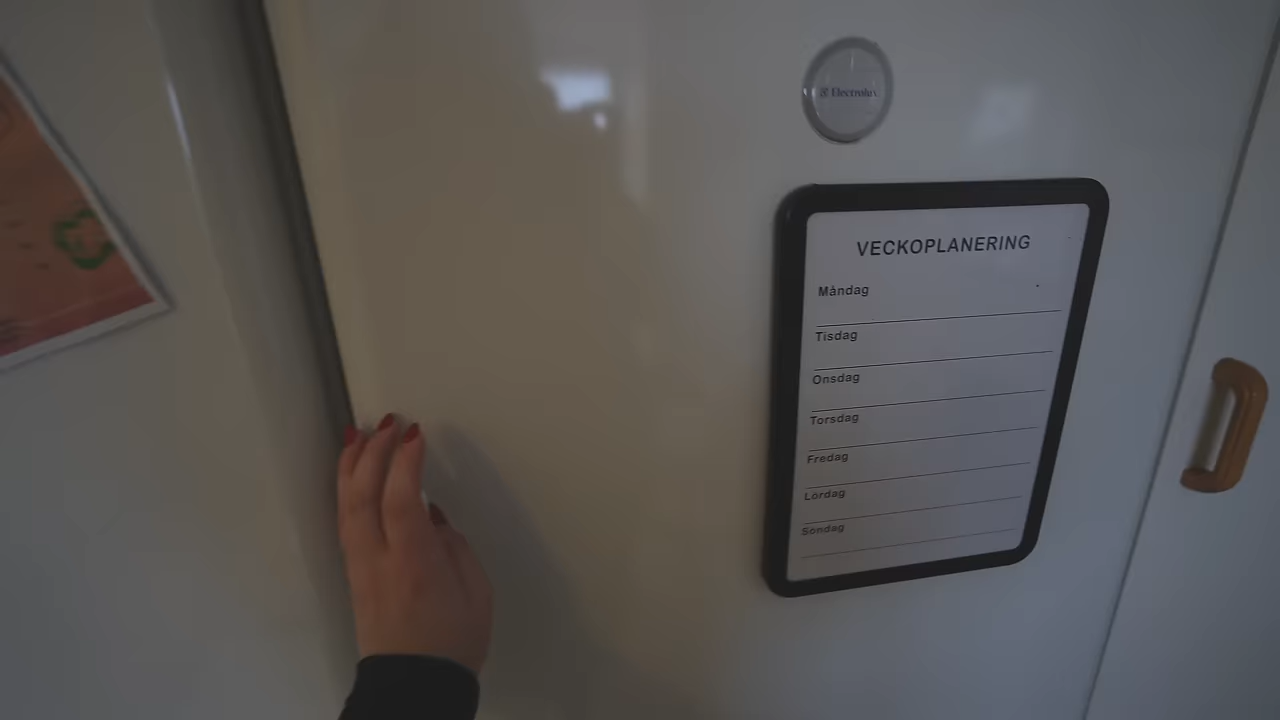 Electrolux
VECKOPLANERING
Måndag
Tisdag
Onsdag
Torsdag
Fredag
Lördag
Söndag